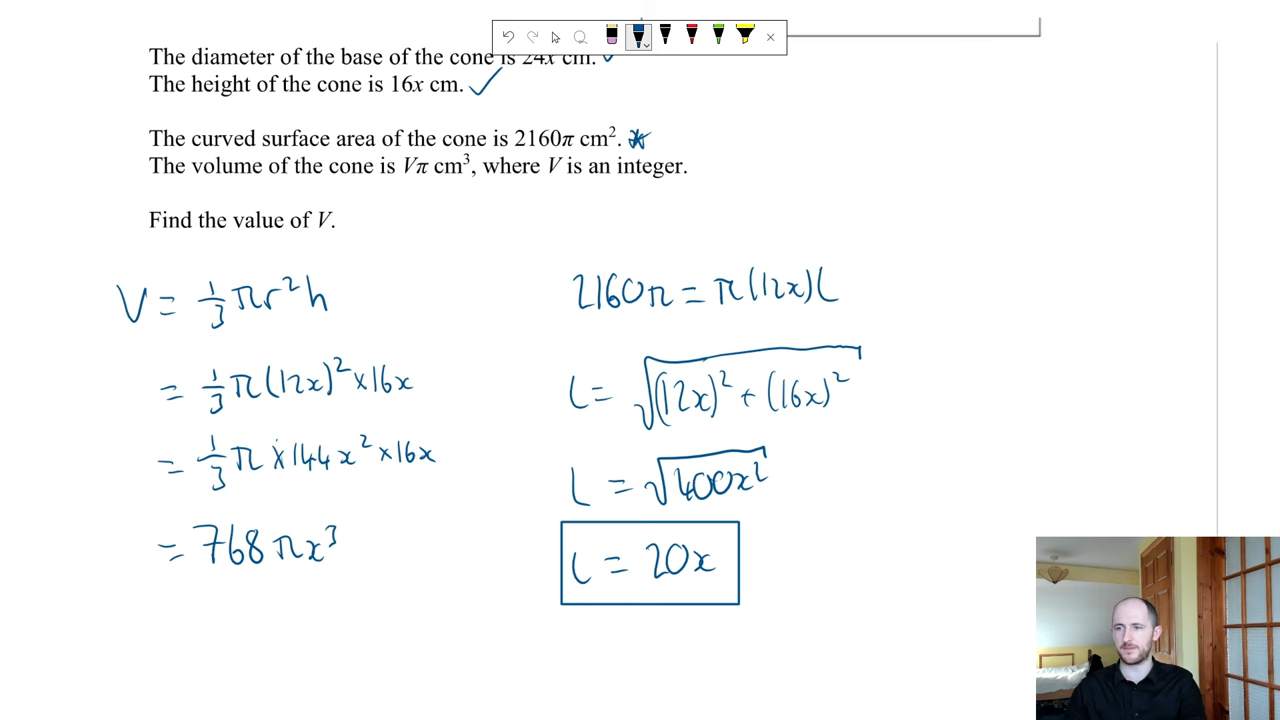 The diameter of the base of the cone is 24x cm.
The height of the cone is 16x cm.
The curved surface area of the cone is 2160π cm².
The volume of the cone is Vπ cm³, where V is an integer.
Find the value of V.
V = 1/3 πr²h
= 1/3 π(12x)² × 16x
= 1/3 π × 144x² × 16x
= 768πx³
2160π = π(12x)l
l = √((12x)² + (16x)²)
l = √(400x²)
l = 20x